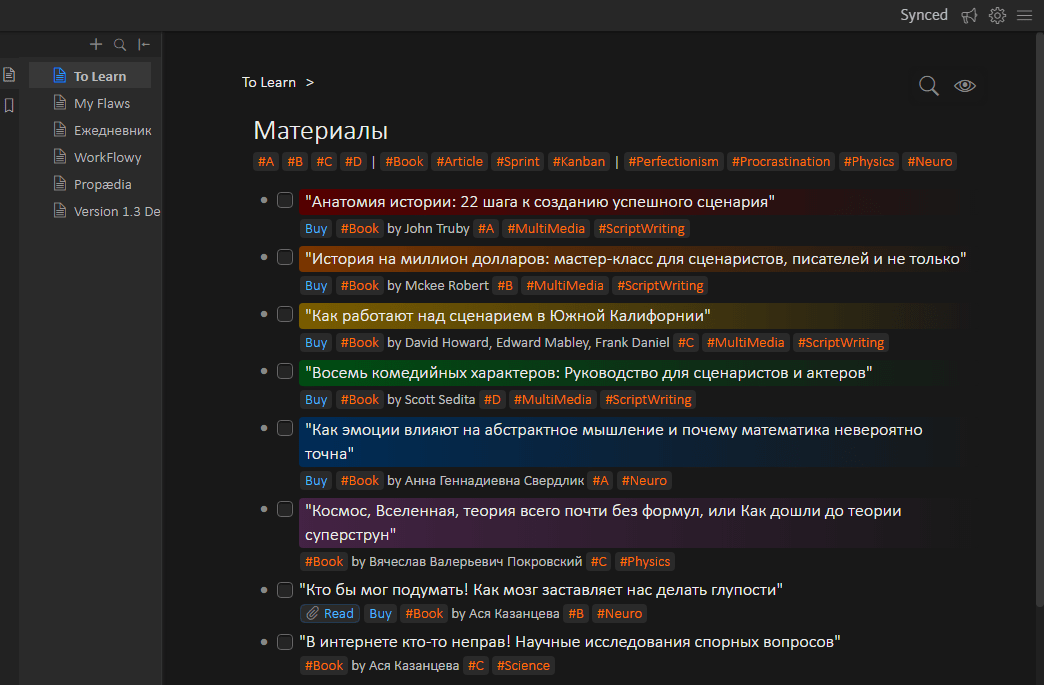 Synced
To Learn
My Flaws
Ежедневник
WorkFlowy
Propædia
Version 1.3 De
To Learn >
Материалы
#A #B #C #D | #Book #Article #Sprint #Kanban | #Perfectionism #Procrastination #Physics #Neuro
"Анатомия истории: 22 шага к созданию успешного сценария"
Buy #Book by John Truby #A #MultiMedia #ScriptWriting
"История на миллион долларов: мастер-класс для сценаристов, писателей и не только"
Buy #Book by Mckee Robert #B #MultiMedia #ScriptWriting
"Как работают над сценарием в Южной Калифорнии"
Buy #Book by David Howard, Edward Mabley, Frank Daniel #C #MultiMedia #ScriptWriting
"Восемь комедийных характеров: Руководство для сценаристов и актеров"
Buy #Book by Scott Sedita #D #MultiMedia #ScriptWriting
"Как эмоции влияют на абстрактное мышление и почему математика невероятно
точна"
Buy #Book by Анна Геннадиевна Свердлик #A #Neuro
"Космос, Вселенная, теория всего почти без формул, или Как дошли до теории
суперструн"
#Book by Вячеслав Валерьевич Покровский #C #Physics
"Кто бы мог подумать! Как мозг заставляет нас делать глупости"
Read Buy #Book by Ася Казанцева #B #Neuro
"В интернете кто-то неправ! Научные исследования спорных вопросов"
#Book by Ася Казанцева #C #Science